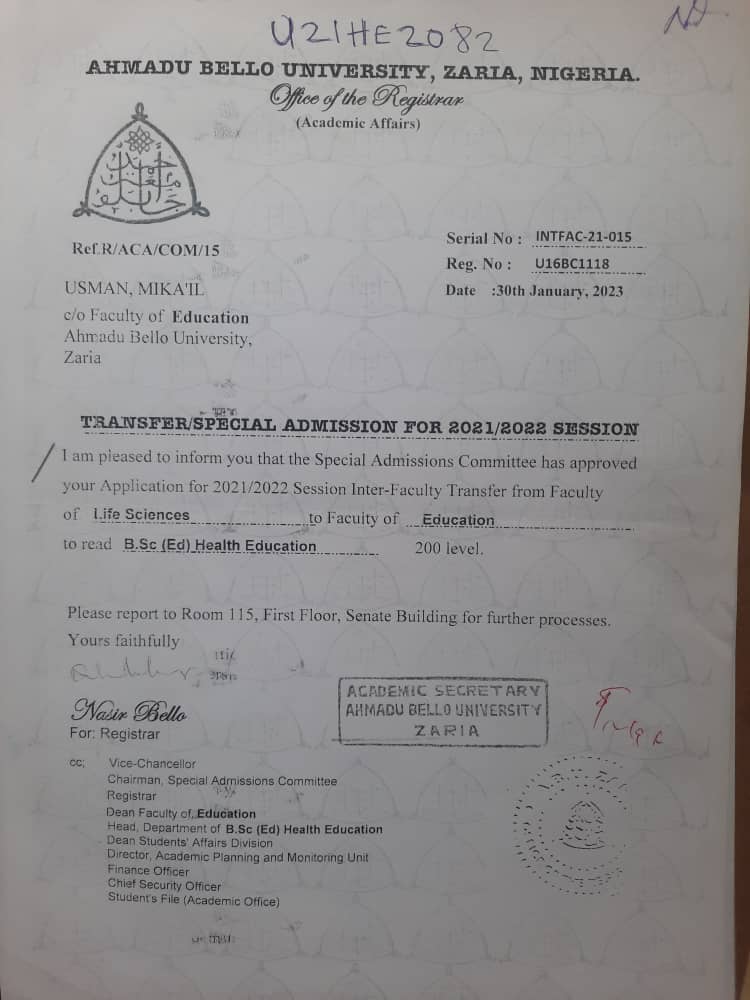 U21HE2082
AHMADU BELLO UNIVERSITY, ZARIA, NIGERIA.
Office of the Registrar
(Academic Affairs)
Ref.R/ACA/COM/15
Serial No : INTFAC-21-015
Reg. No : U16BC1118
Date :30th January, 2023
USMAN, MIKA'IL
c/o Faculty of Education
Ahmadu Bello University,
Zaria
TRANSFER/SPECIAL ADMISSION FOR 2021/2022 SESSION
I am pleased to inform you that the Special Admissions Committee has approved
your Application for 2021/2022 Session Inter-Faculty Transfer from Faculty
of Life Sciences to Faculty of Education
to read B.Sc (Ed) Health Education 200 level.
Please report to Room 115, First Floor, Senate Building for further processes.
Yours faithfully
Nasir Bello
For: Registrar
ACADEMIC SECRETARY
AHMADU BELLO UNIVERSITY
ZARIA
cc; Vice-Chancellor
Chairman, Special Admissions Committee
Registrar
Dean Faculty of, Education
Head, Department of B.Sc (Ed) Health Education
Dean Students' Affairs Division
Director, Academic Planning and Monitoring Unit
Finance Officer
Chief Security Officer
Student's File (Academic Office)